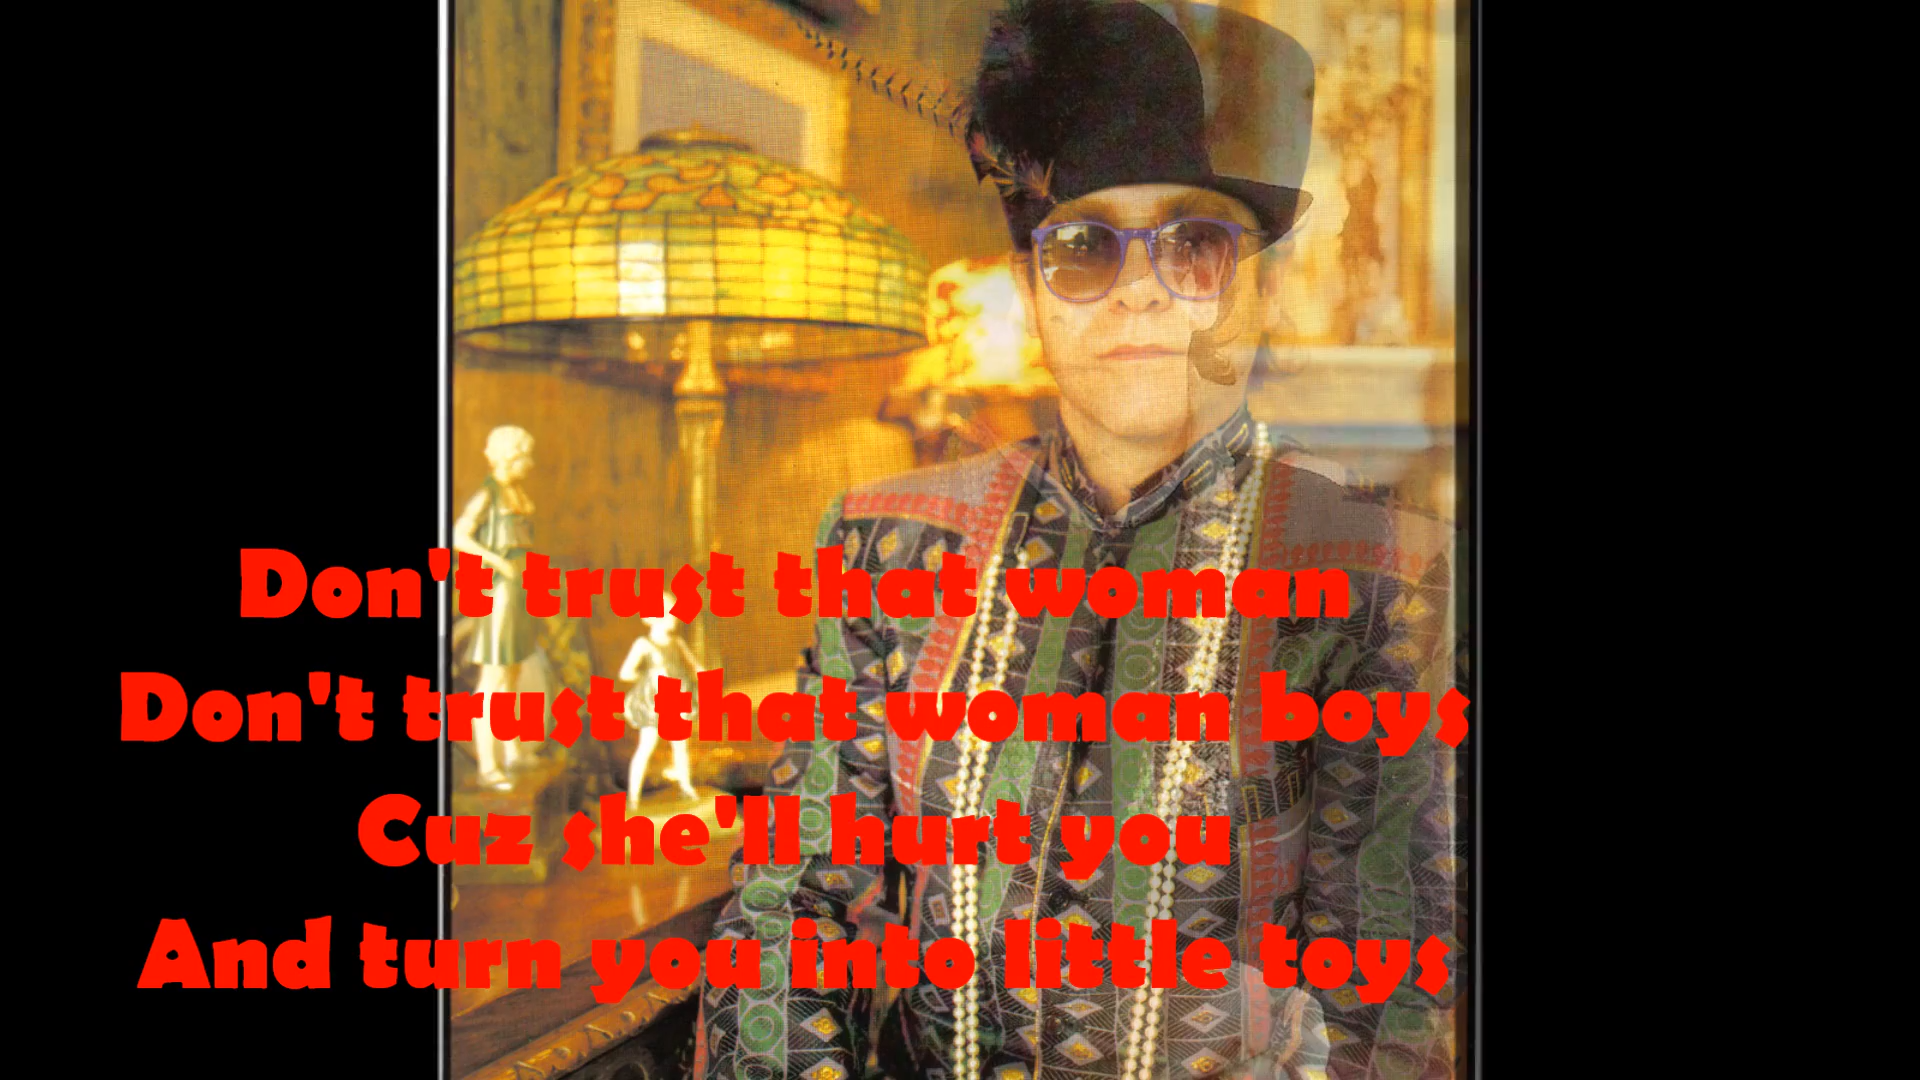 Don't trust that woman
Don't trust that woman boys
Cuz she'll hurt you
And turn you into little toys